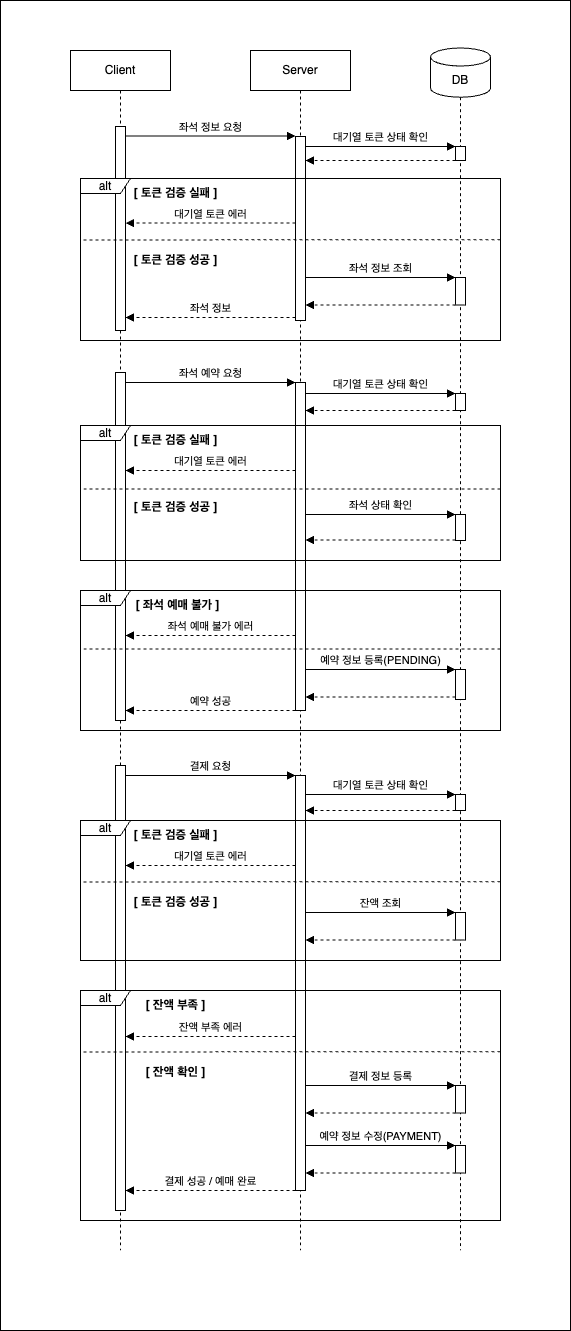 Client
Server
DB
좌석 정보 요청
대기열 토큰 상태 확인
alt
[ 토큰 검증 실패 ]
대기열 토큰 에러
[ 토큰 검증 성공 ]
좌석 정보 조회
좌석 정보
좌석 예약 요청
대기열 토큰 상태 확인
alt
[ 토큰 검증 실패 ]
대기열 토큰 에러
[ 토큰 검증 성공 ]
좌석 상태 확인
alt
[ 좌석 예매 불가 ]
좌석 예매 불가 에러
예약 정보 등록(PENDING)
예약 성공
결제 요청
대기열 토큰 상태 확인
alt
[ 토큰 검증 실패 ]
대기열 토큰 에러
[ 토큰 검증 성공 ]
잔액 조회
alt
[ 잔액 부족 ]
잔액 부족 에러
[ 잔액 확인 ]
결제 정보 등록
예약 정보 수정(PAYMENT)
결제 성공 / 예매 완료